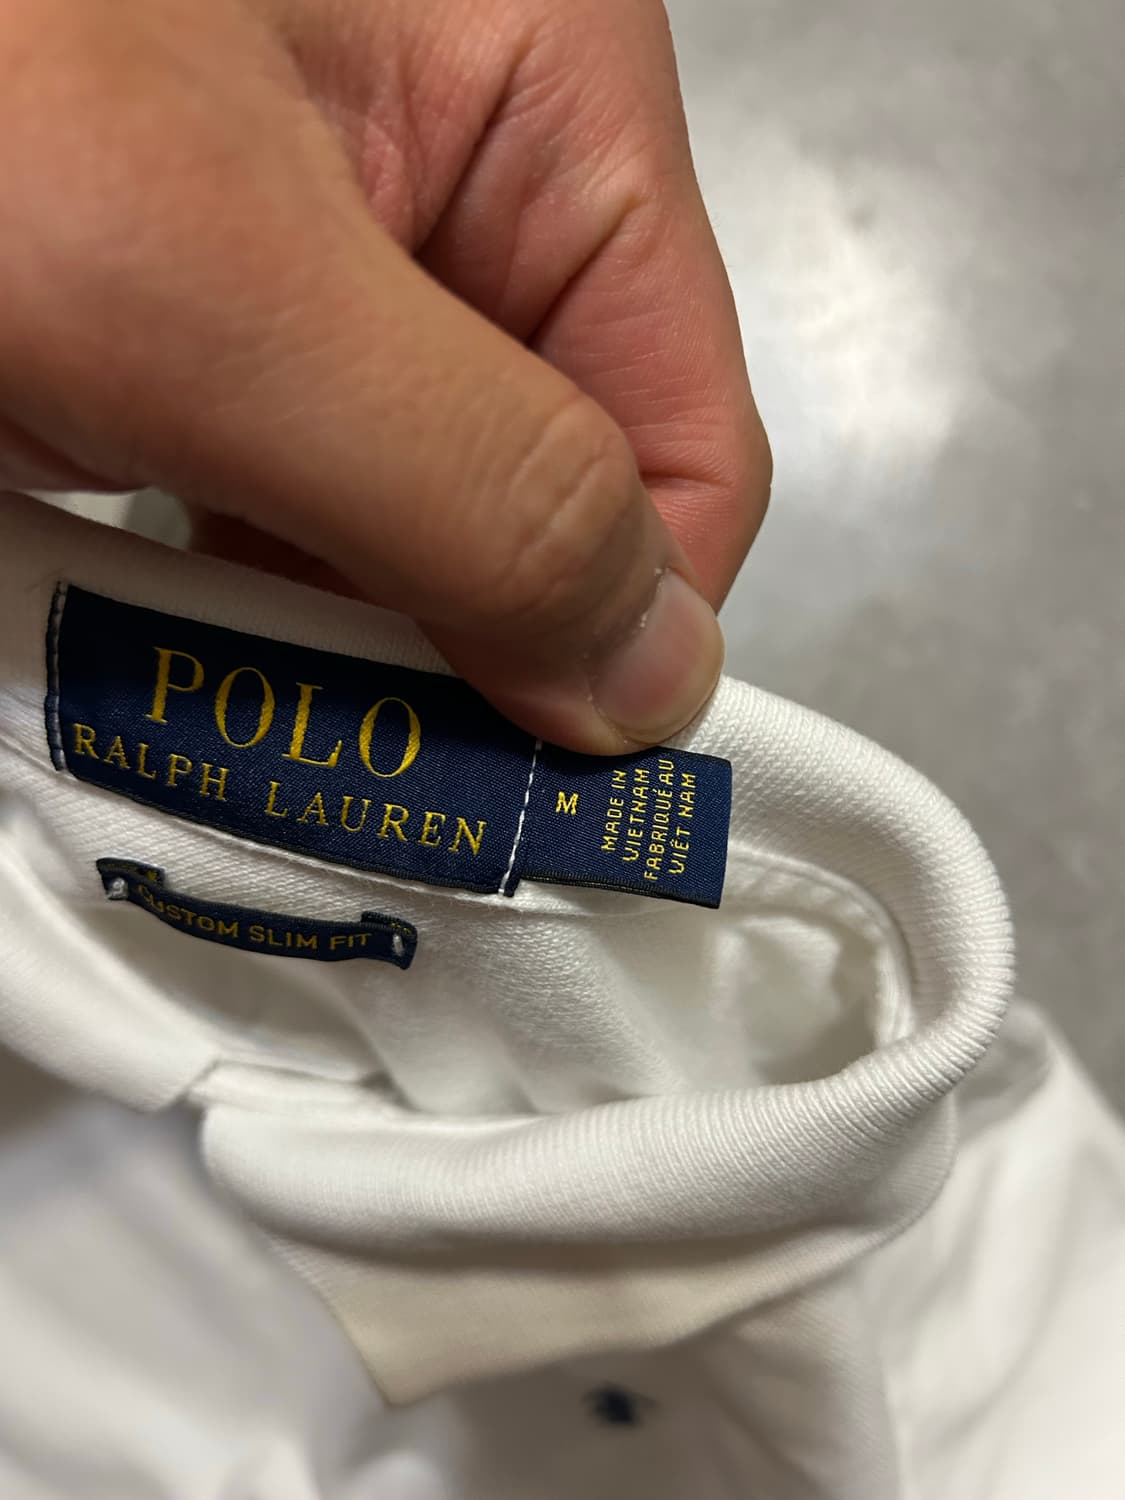 POLO
RALPH LAUREN
M
MADE IN
VIETNAM
FABRIQUÉ AU
VIÊT NAM
CUSTOM SLIM FIT